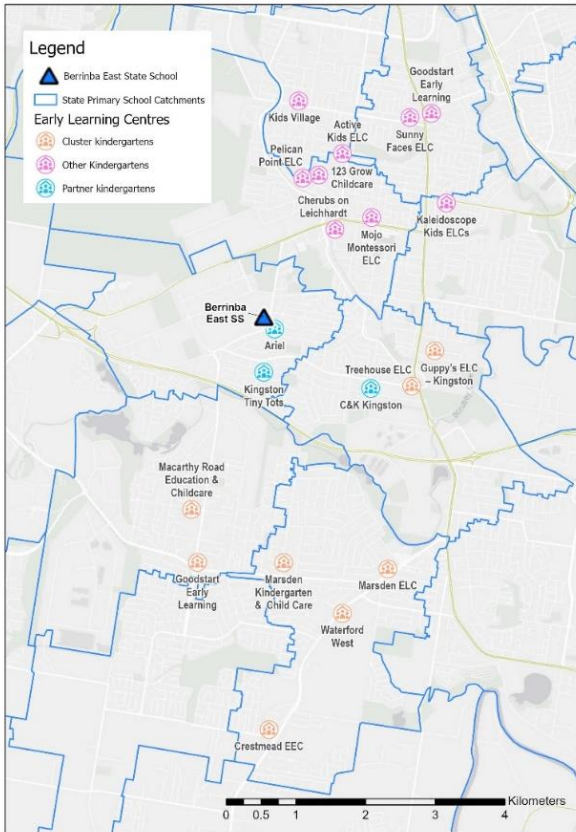 Legend
Berrinba East State School
State Primary School Catchments
Early Learning Centres
Cluster kindergartens
Other Kindergartens
Partner kindergartens
Goodstart
Early
Learning
Kids Village
Active
Kids ELC
Sunny
Faces ELC
Pelican
Point ELC
123 Grow
Childcare
Cherubs on
Leichhardt
Mojo
Montessori
ELC
Kaleidoscope
Kids ELCs
Berrinba
East SS
Ariel
Kingston
Tiny Tots
Treehouse ELC
C&K Kingston
Guppy's ELC
– Kingston
Macarthy Road
Education &
Childcare
Goodstart
Early
Learning
Marsden
Kindergarten
& Child Care
Marsden ELC
Waterford
West
Crestmead EEC
Kilometers
0 0.5 1 2 3 4